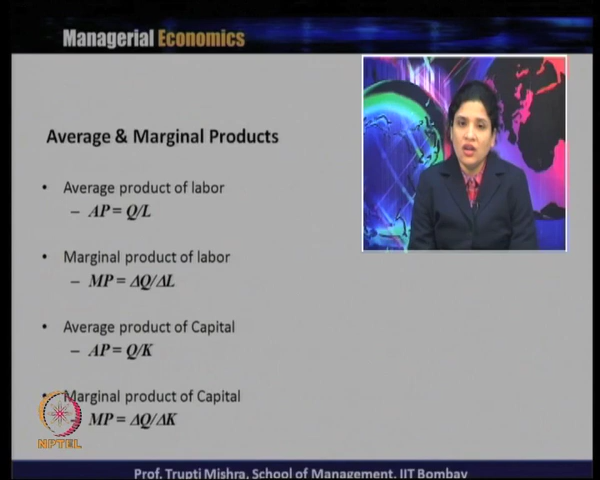 Managerial Economics
Average & Marginal Products
• Average product of labor
– AP = Q/L
• Marginal product of labor
– MP = ΔQ/ΔL
• Average product of Capital
– AP = Q/K
• Marginal product of Capital
– MP = ΔQ/ΔK
NPTEL
Prof. Trupti Mishra, School of Management, IIT Bombay